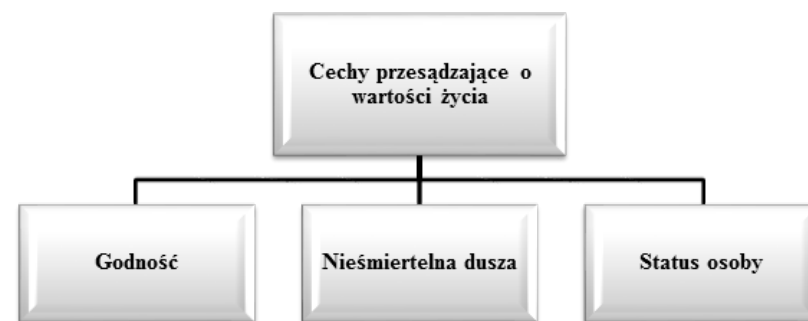 Cechy przesądzające o
wartości życia
Godność
Nieśmiertelna dusza
Status osoby